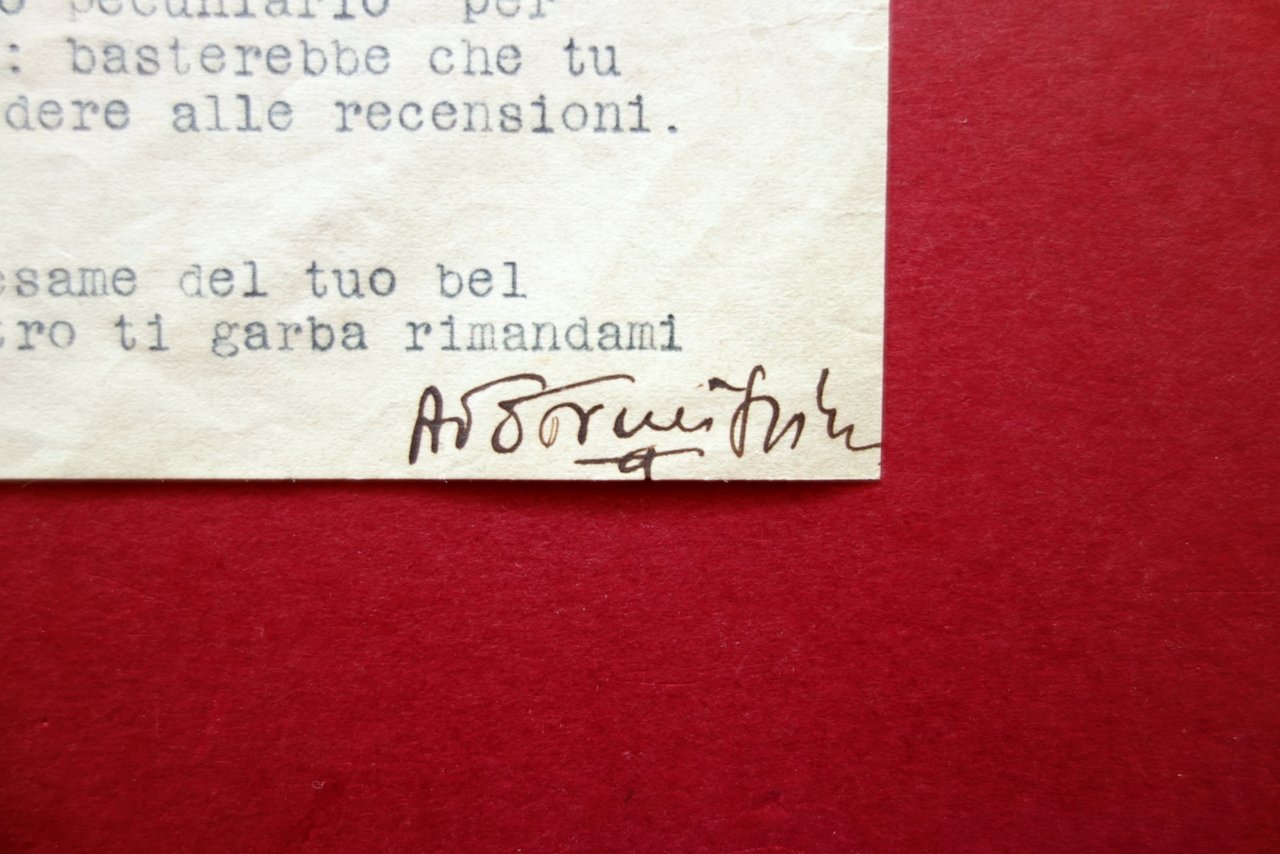 o pecuniario per
: basterebbe che tu
dere alle recensioni.
esame del tuo bel
tro ti garba rimandami